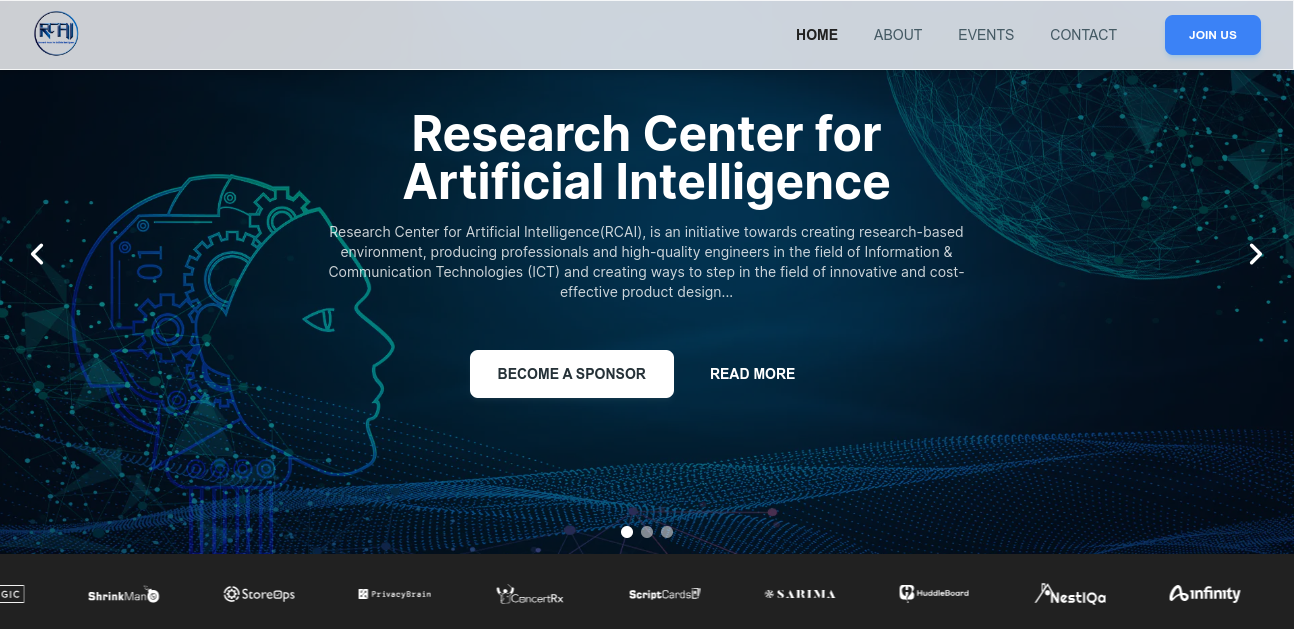 RCAI
HOME
ABOUT
EVENTS
CONTACT
JOIN US
Research Center for
Artificial Intelligence
Research Center for Artificial Intelligence(RCAI), is an initiative towards creating research-based
environment, producing professionals and high-quality engineers in the field of Information &
Communication Technologies (ICT) and creating ways to step in the field of innovative and cost-
effective product design...
01
BECOME A SPONSOR
READ MORE
GIC
ShrinkMan
StoreOps
PrivacyBrain
ConcertRx
ScriptCards
SARIMA
HuddleBoard
NestIQa
infinity